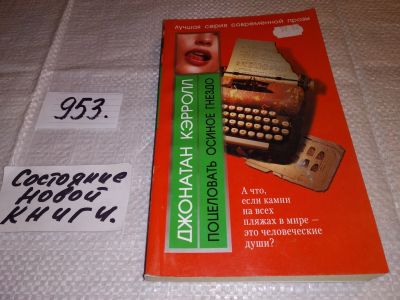 лучшая серия современной прозы
ДЖОНАТАН КЭРРОЛЛ
ПОЦЕЛОВАТЬ ОСИНОЕ ГНЕЗДО
А что,
если камни
на всех
пляжах в мире —
это человеческие
души?
953.
Состояние
новой
книги.